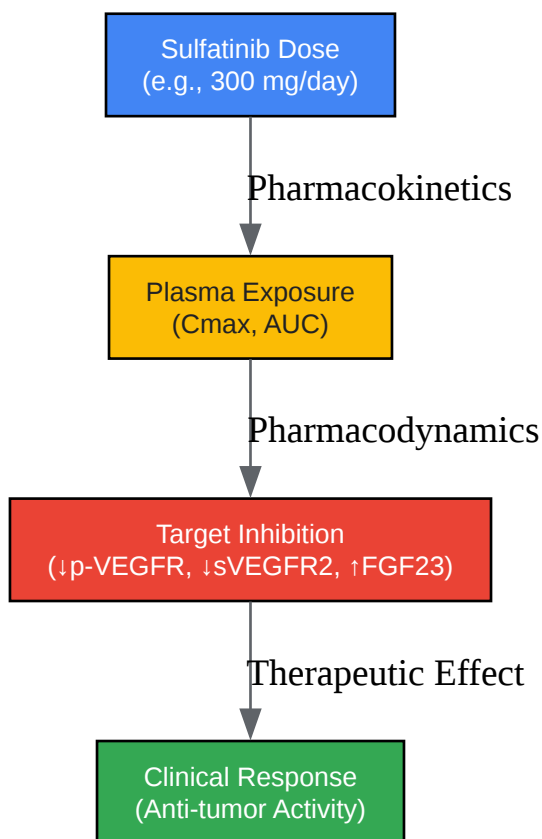 Sulfatinib Dose
(e.g., 300 mg/day)
Pharmacokinetics
Plasma Exposure
(Cmax, AUC)
Pharmacodynamics
Target Inhibition
(↓p-VEGFR, ↓sVEGFR2, ↑FGF23)
Therapeutic Effect
Clinical Response
(Anti-tumor Activity)